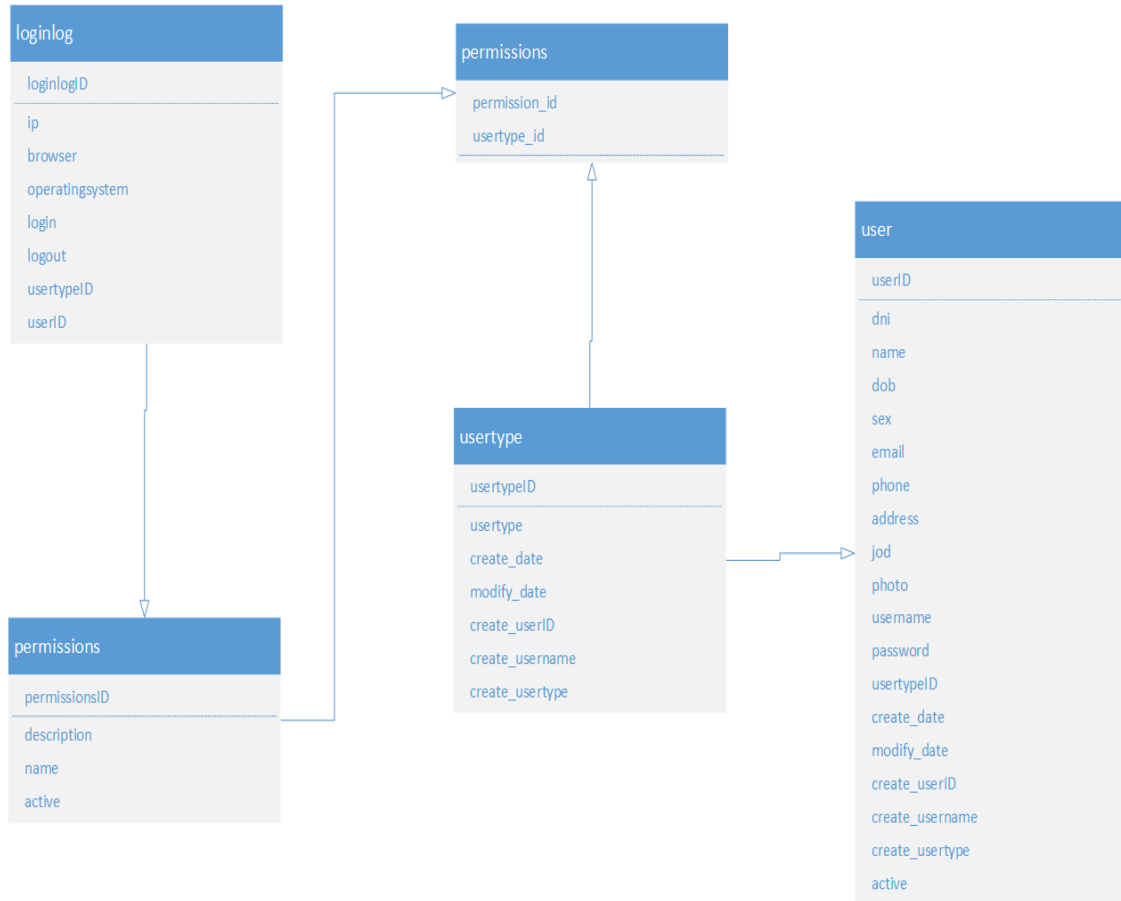 loginlog
loginlogID
ip
browser
operatingsystem
login
logout
usertypeID
userID
permissions
permission_id
usertype_id
user
userID
dni
name
dob
sex
email
phone
address
jod
photo
username
password
usertypeID
create_date
modify_date
create_userID
create_username
create_usertype
active
usertype
usertypeID
usertype
create_date
modify_date
create_userID
create_username
create_usertype
permissions
permissionsID
description
name
active